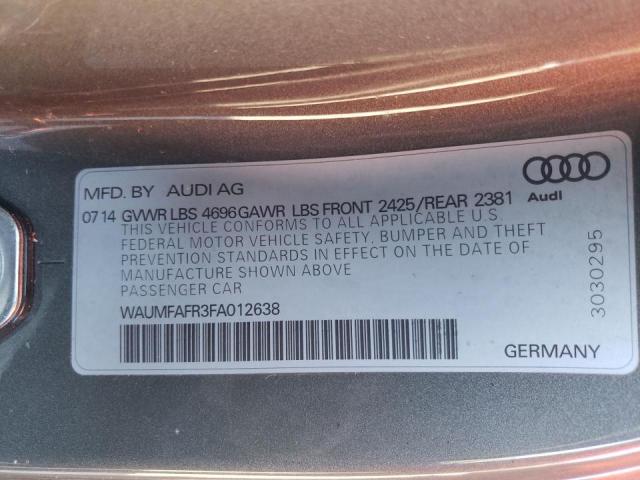 MFD. BY AUDI AG
Audi
0714 GVWR LBS 4696 GAWR LBS FRONT 2425/REAR 2381
THIS VEHICLE CONFORMS TO ALL APPLICABLE U.S.
FEDERAL MOTOR VEHICLE SAFETY, BUMPER AND THEFT
PREVENTION STANDARDS IN EFFECT ON THE DATE OF
MANUFACTURE SHOWN ABOVE
PASSENGER CAR
WAUMFAFR3FA012638
GERMANY
3030295